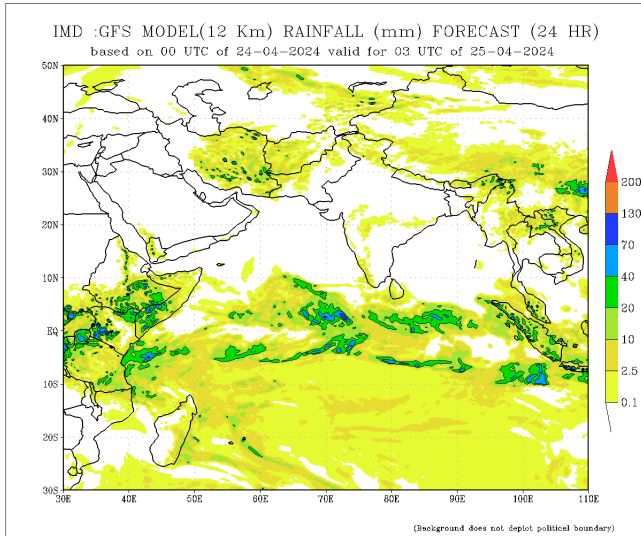 IMD :GFS MODEL(12 Km) RAINFALL (mm) FORECAST (24 HR)
based on 00 UTC of 24-04-2024 valid for 03 UTC of 25-04-2024
50N
40N
30N
20N
10N
EQ
10S
20S
30S
30E 40E 50E 60E 70E 80E 90E 100E 110E
200
130
70
40
20
10
2.5
0.1
(Background does not depict political boundary)